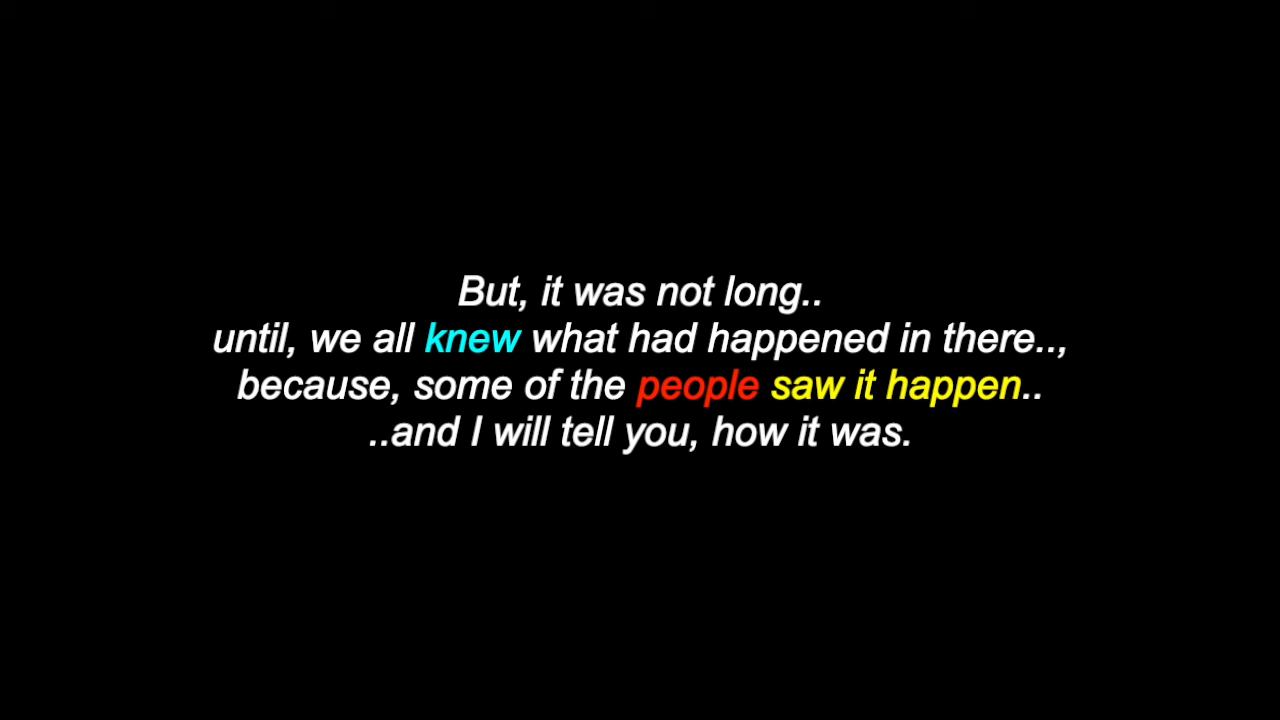 But, it was not long..
until, we all knew what had happened in there..,
because, some of the people saw it happen..
..and I will tell you, how it was.